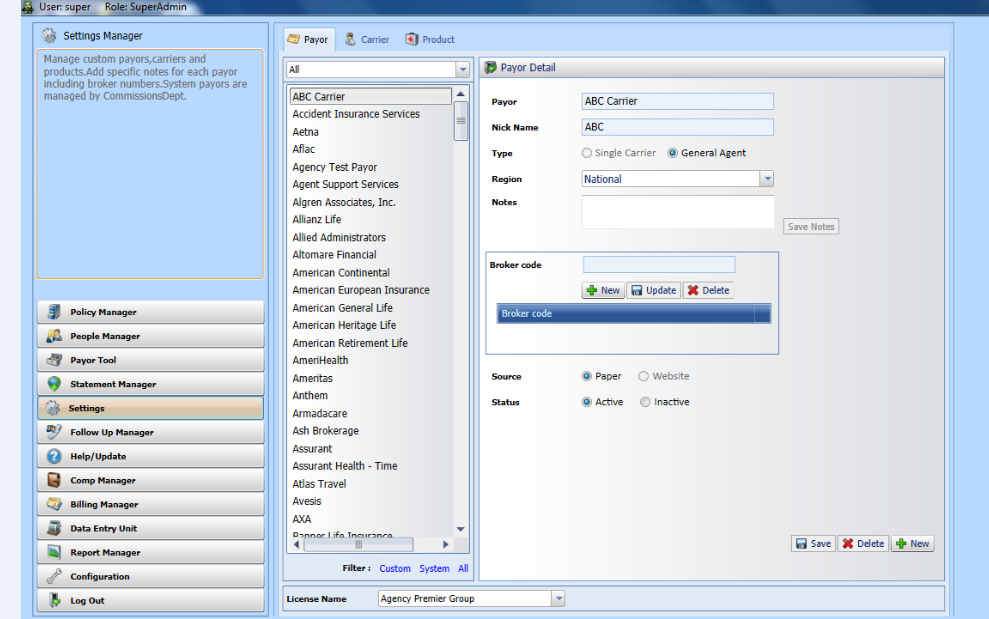 User: super Role: SuperAdmin
Settings Manager
Manage custom payors,carriers and
products.Add specific notes for each payor
including broker numbers.System payors are
managed by CommissionsDept.
Policy Manager
People Manager
Payor Tool
Statement Manager
Settings
Follow Up Manager
Help/Update
Comp Manager
Billing Manager
Data Entry Unit
Report Manager
Configuration
Log Out
Payor Carrier Product
All
ABC Carrier
Accident Insurance Services
Aetna
Aflac
Agency Test Payor
Agent Support Services
Algren Associates, Inc.
Allianz Life
Allied Administrators
Altomare Financial
American Continental
American European Insurance
American General Life
American Heritage Life
American Retirement Life
AmeriHealth
Ameritas
Anthem
Armadacare
Ash Brokerage
Assurant
Assurant Health - Time
Atlas Travel
Avesis
AXA
Banner Life Insurance
Filter : Custom System All
Payor Detail
Payor ABC Carrier
Nick Name ABC
Type Single Carrier General Agent
Region National
Notes
Save Notes
Broker code
New Update Delete
Broker code
Source Paper Website
Status Active Inactive
Save Delete New
License Name Agency Premier Group